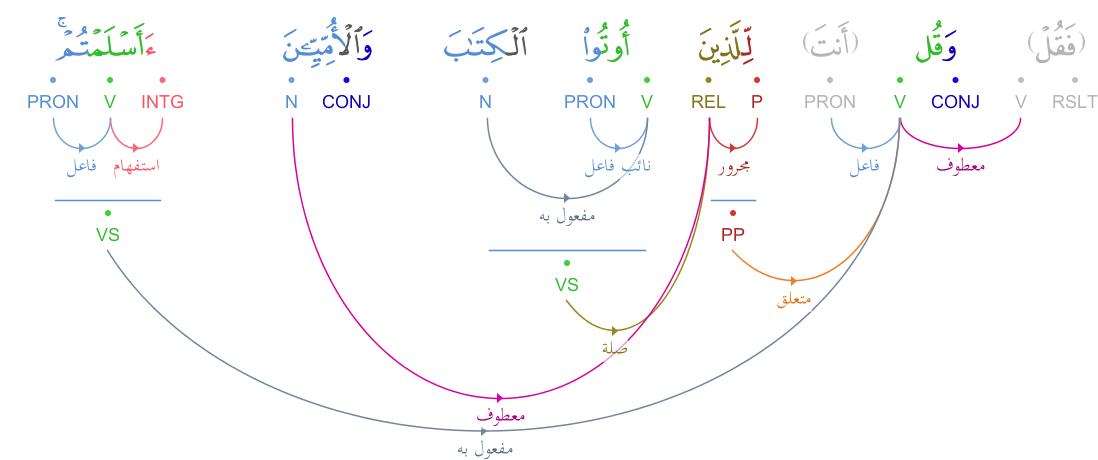 (فَقُلْ) وَقُل (أَنتَ) لِّلَّذِينَ أُوتُوا۟ ٱلْكِتَـٰبَ وَٱلْأُمِّيِّـۧنَ ءَأَسْلَمْتُمْ ۚ
RSLT V CONJ V PRON P REL V PRON N CONJ N INTG V PRON
معطوف فاعل مجرور نائب فاعل استفهام فاعل
مفعول به
PP VS
VS
متعلق
صلة
معطوف
مفعول به